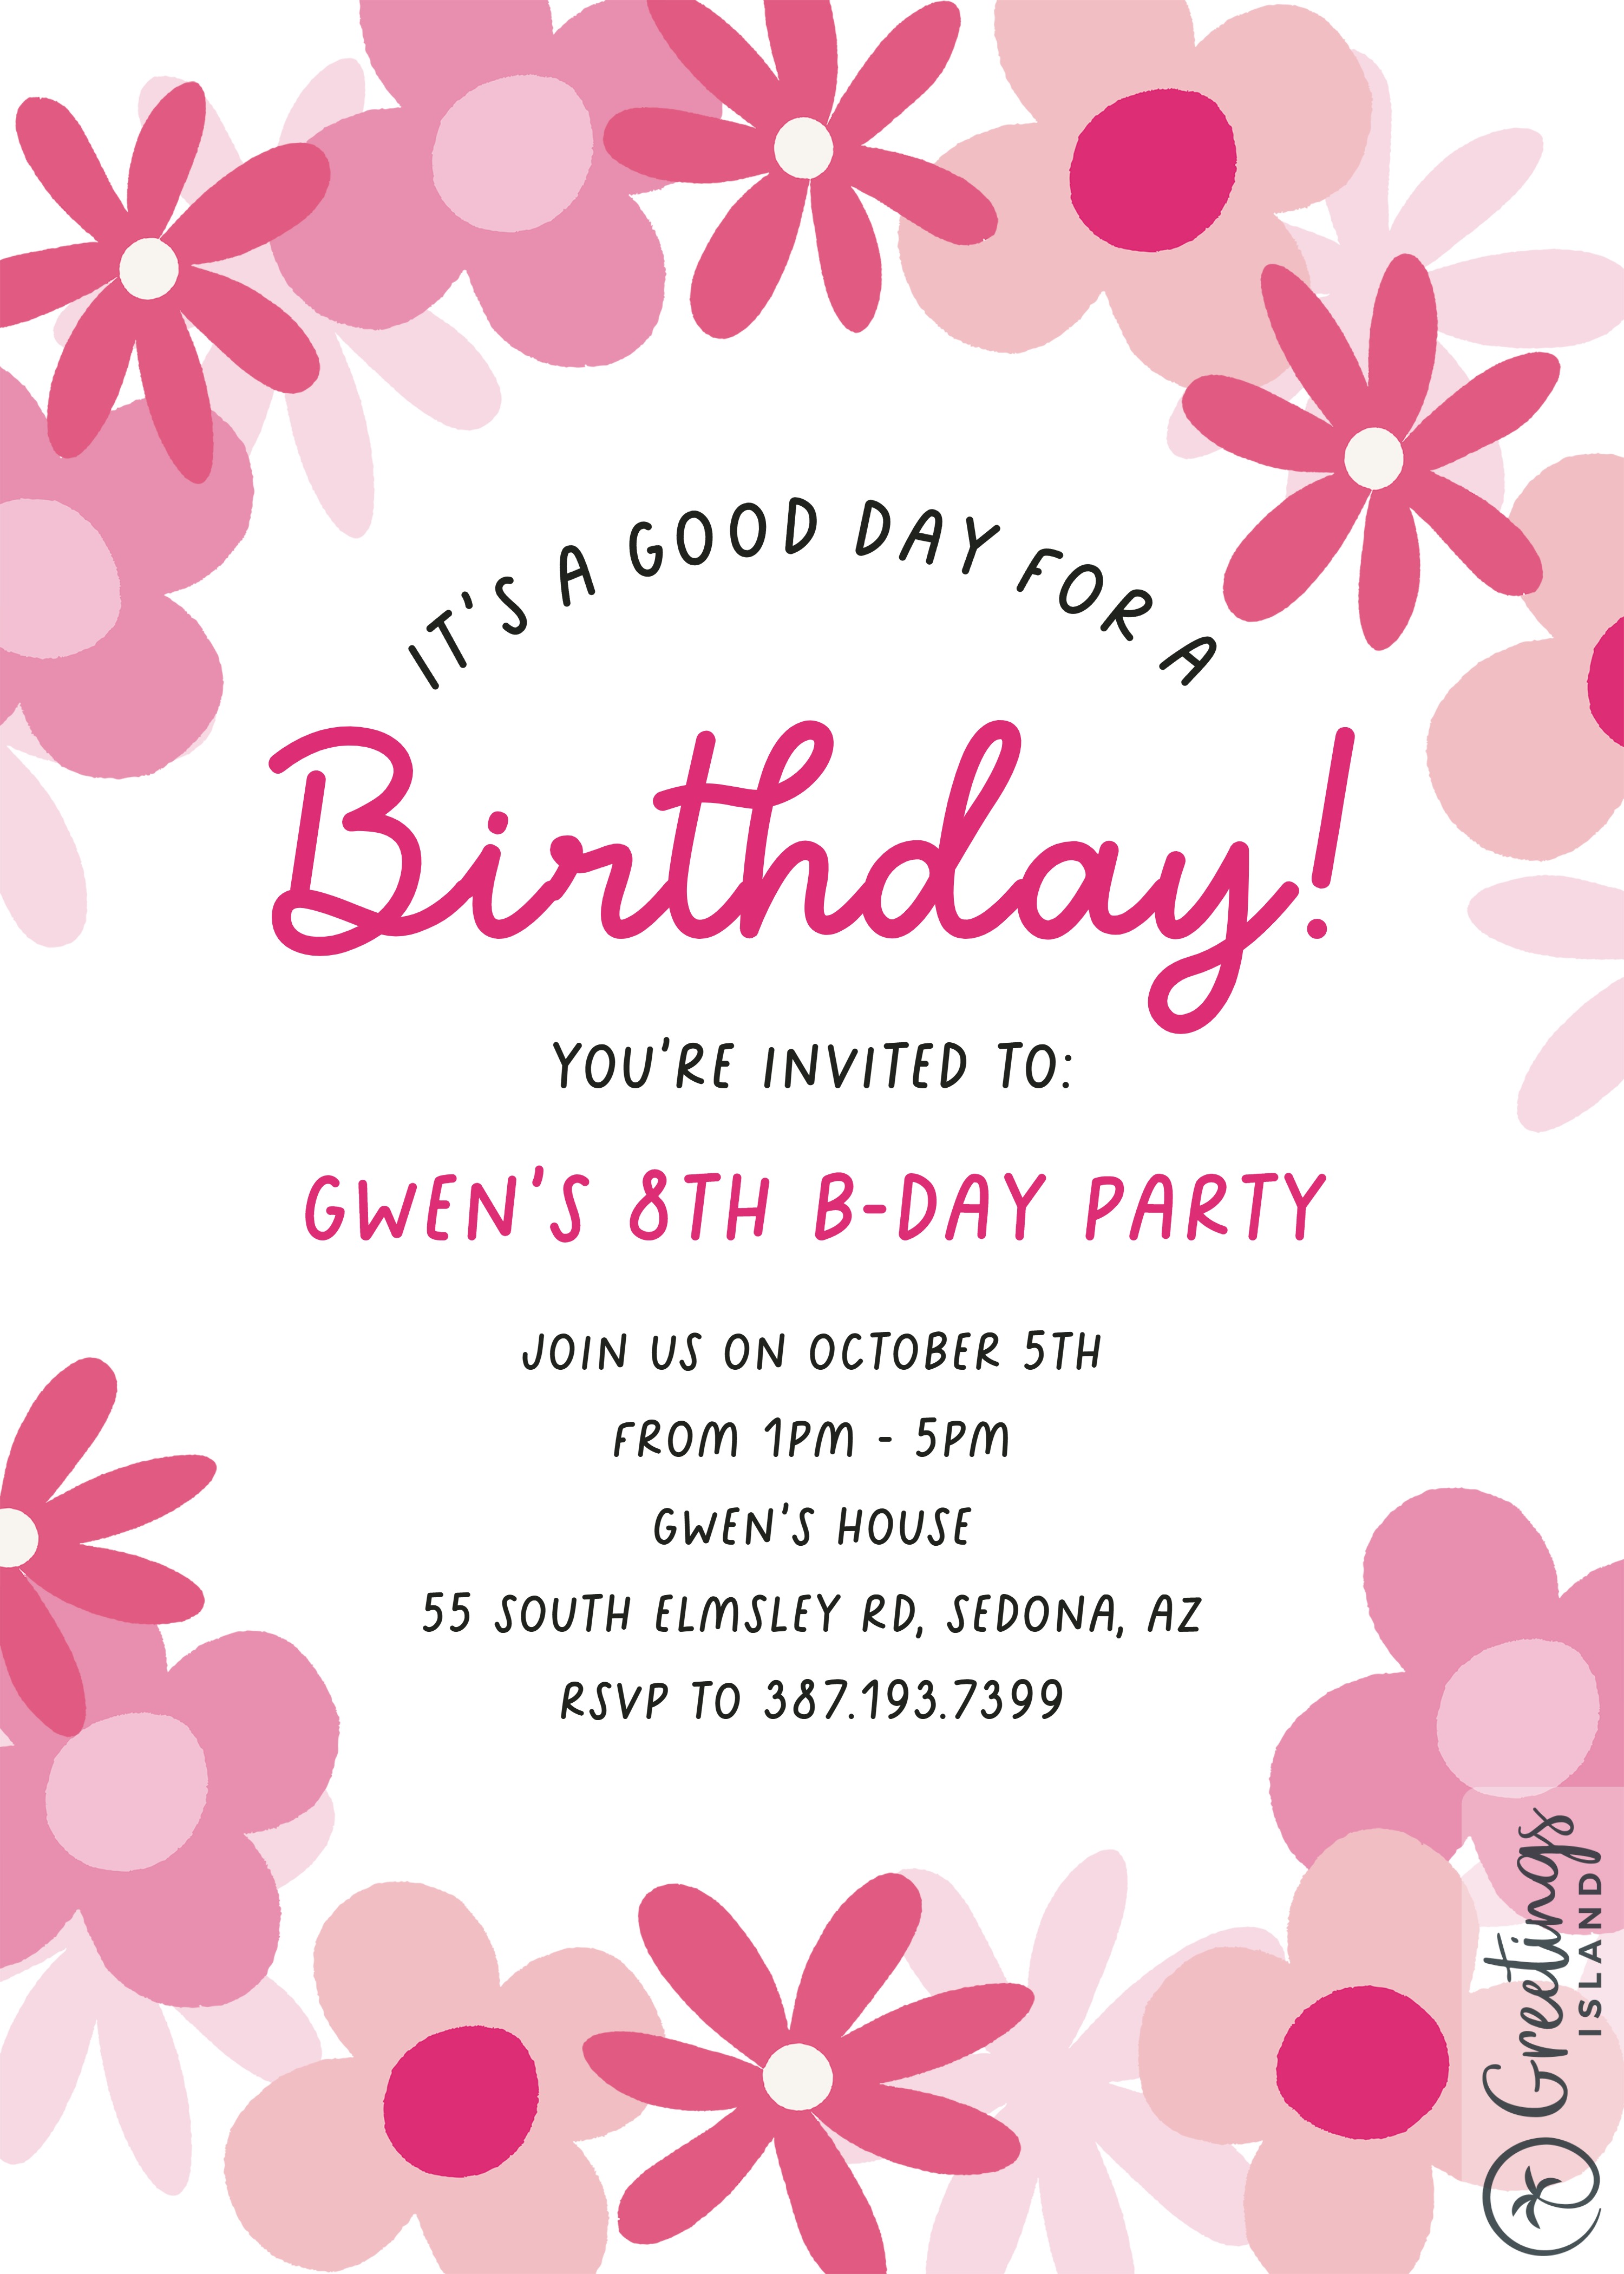 IT'S A GOOD DAY FOR A
Birthday!
YOU'RE INVITED TO:
GWEN'S 8TH B-DAY PARTY
JOIN US ON OCTOBER 5TH
FROM 1PM - 5PM
GWEN'S HOUSE
55 SOUTH ELMSLEY RD, SEDONA, AZ
RSVP TO 387.193.7399
Greetings
ISLAND